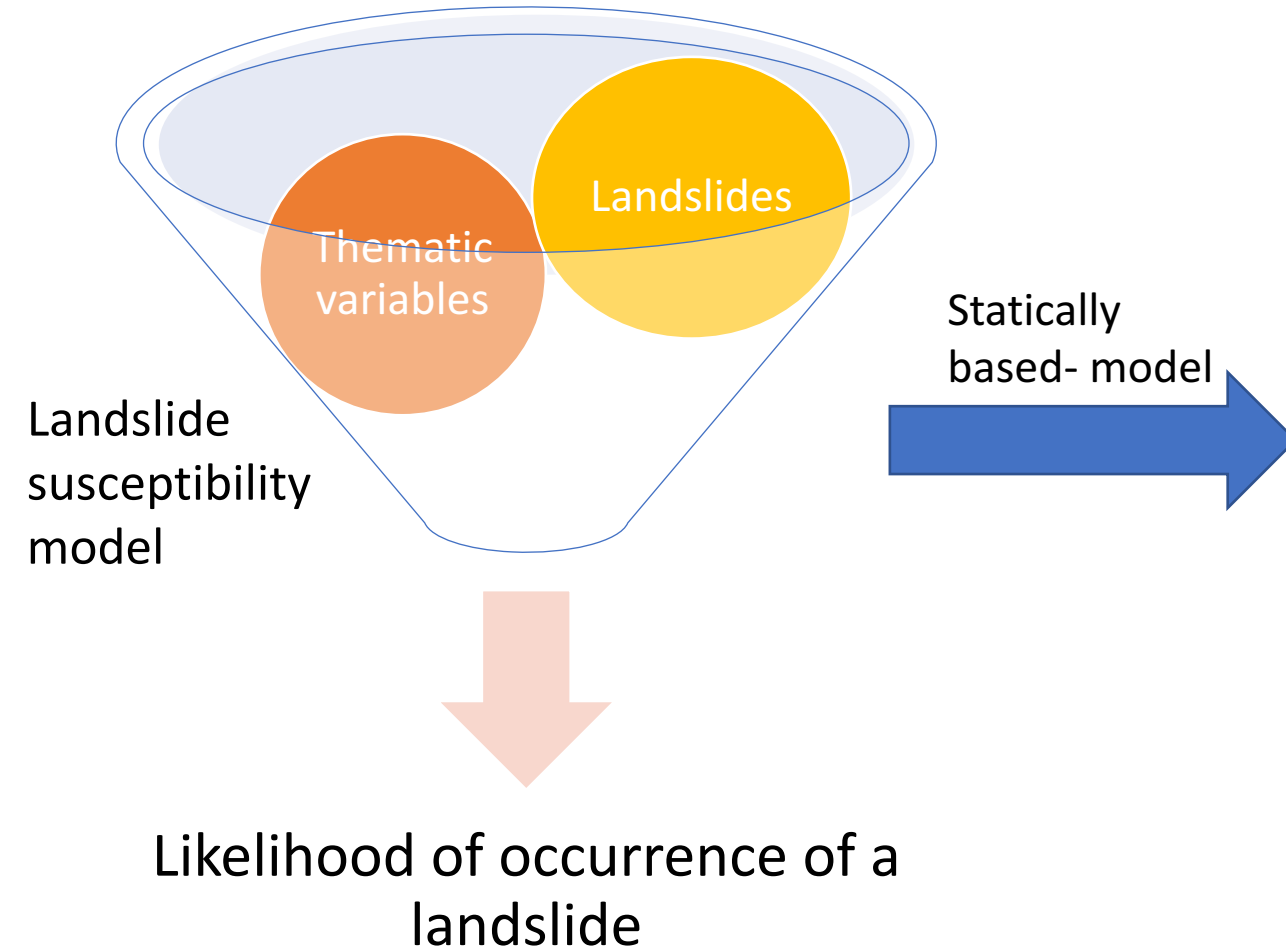 Landslides
Thematic
variables
Statically
based- model
Landslide
susceptibility
model
Likelihood of occurrence of a
landslide